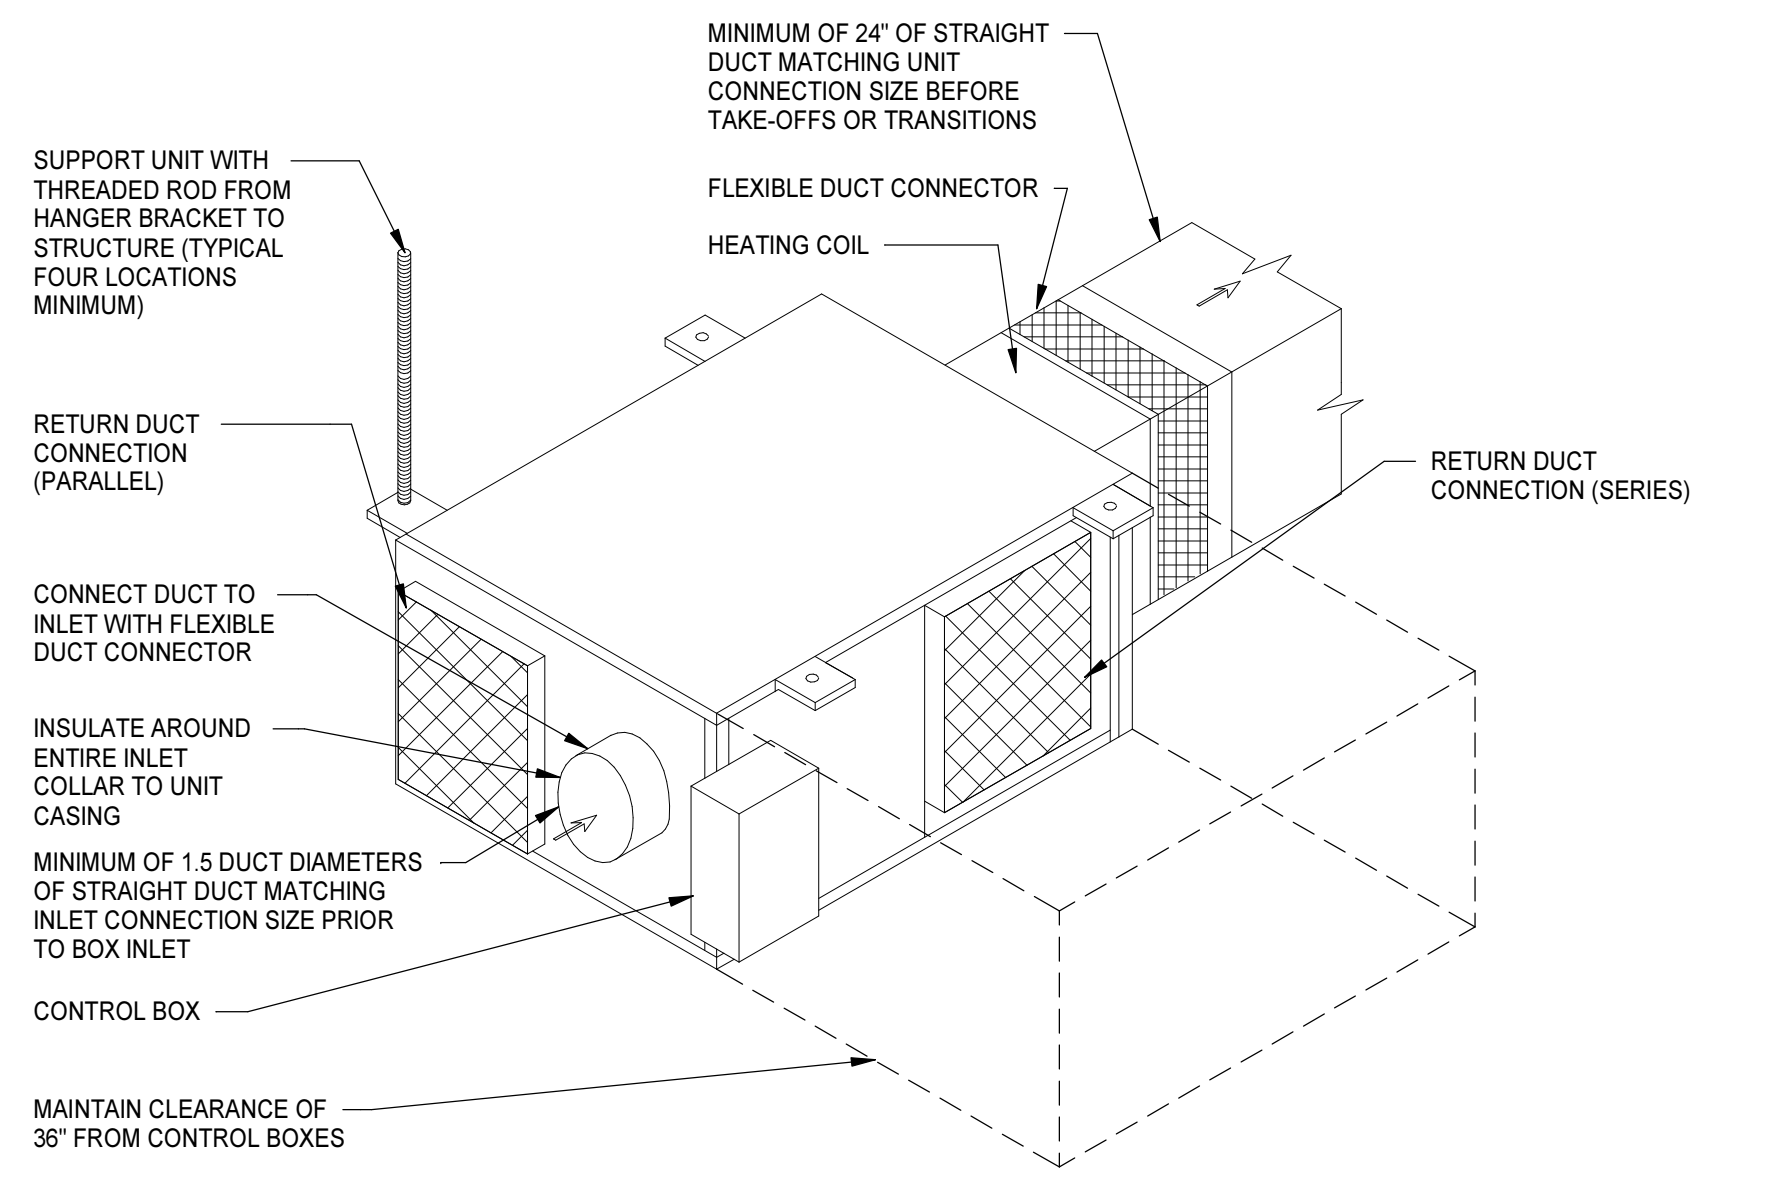 MINIMUM OF 24" OF STRAIGHT
DUCT MATCHING UNIT
CONNECTION SIZE BEFORE
TAKE-OFFS OR TRANSITIONS
SUPPORT UNIT WITH
THREADED ROD FROM
HANGER BRACKET TO
STRUCTURE (TYPICAL
FOUR LOCATIONS
MINIMUM)
FLEXIBLE DUCT CONNECTOR
HEATING COIL
RETURN DUCT
CONNECTION
(PARALLEL)
RETURN DUCT
CONNECTION (SERIES)
CONNECT DUCT TO
INLET WITH FLEXIBLE
DUCT CONNECTOR
INSULATE AROUND
ENTIRE INLET
COLLAR TO UNIT
CASING
MINIMUM OF 1.5 DUCT DIAMETERS
OF STRAIGHT DUCT MATCHING
INLET CONNECTION SIZE PRIOR
TO BOX INLET
CONTROL BOX
MAINTAIN CLEARANCE OF
36" FROM CONTROL BOXES